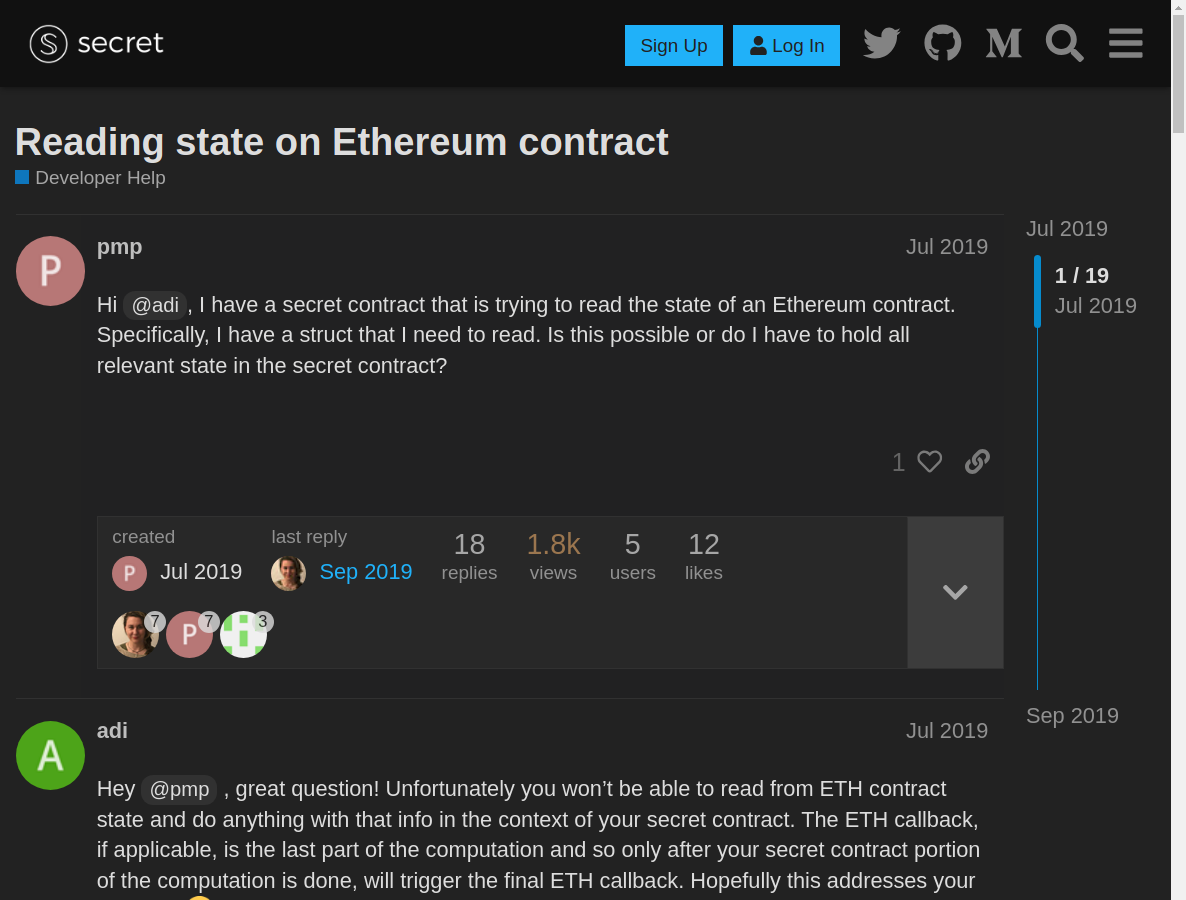 secret
Sign Up
Log In
Reading state on Ethereum contract
Developer Help
pmp
Jul 2019
Hi @adi , I have a secret contract that is trying to read the state of an Ethereum contract.
Specifically, I have a struct that I need to read. Is this possible or do I have to hold all
relevant state in the secret contract?
1
created
P Jul 2019
last reply
Sep 2019
18
replies
1.8k
views
5
users
12
likes
7
P 7
3
Jul 2019
1 / 19
Jul 2019
Sep 2019
P
A
adi
Jul 2019
Hey @pmp , great question! Unfortunately you won’t be able to read from ETH contract
state and do anything with that info in the context of your secret contract. The ETH callback,
if applicable, is the last part of the computation and so only after your secret contract portion
of the computation is done, will trigger the final ETH callback. Hopefully this addresses your